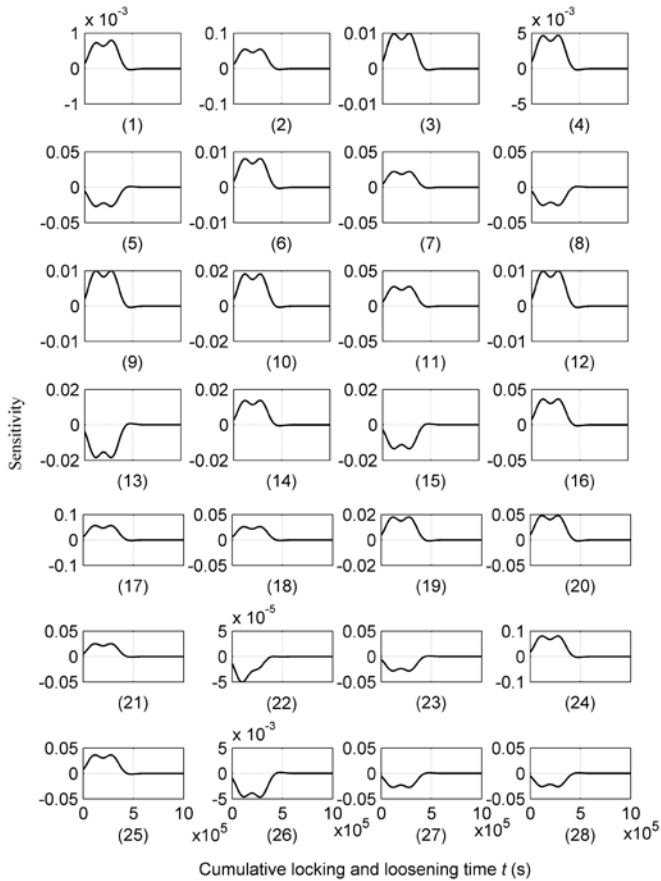 x 10⁻³
1 0.1 0.01 x 10⁻³ 5
0 0 0 0
-1 -0.1 -0.01 -5
(1) (2) (3) (4)
0.05 0.01 0.05 0.05
0 0 0 0
-0.05 -0.01 -0.05 -0.05
(5) (6) (7) (8)
0.01 0.02 0.05 0.01
0 0 0 0
-0.01 -0.02 -0.05 -0.01
(9) (10) (11) (12)
Sensitivity
0.02 0.02 0.02 0.05
0 0 0 0
-0.02 -0.02 -0.02 -0.05
(13) (14) (15) (16)
0.1 0.05 0.02 0.05
0 0 0 0
-0.1 -0.05 -0.02 -0.05
(17) (18) (19) (20)
x 10⁻⁵
0.05 5 0.05 0.1
0 0 0 0
-0.05 -5 -0.05 -0.1
(21) (22) (23) (24)
x 10⁻³
0.05 5 0.05 0.05
0 0 0 0
-0.05 -5 -0.05 -0.05
0 5 10 0 5 10 0 5 10 0 5 10
(25) x10⁵ (26) x10⁵ (27) x10⁵ (28) x10⁵
Cumulative locking and loosening time t (s)